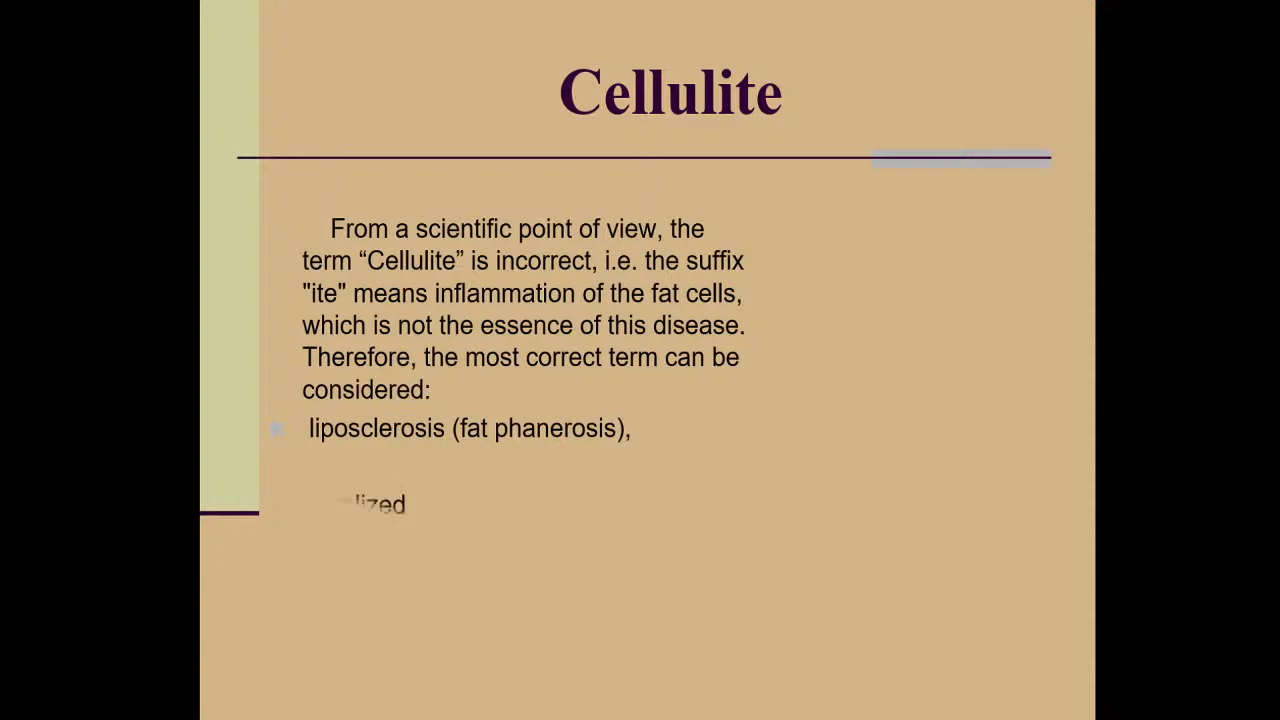 Cellulite
From a scientific point of view, the
term “Cellulite” is incorrect, i.e. the suffix
"ite" means inflammation of the fat cells,
which is not the essence of this disease.
Therefore, the most correct term can be
considered:
liposclerosis (fat phanerosis),